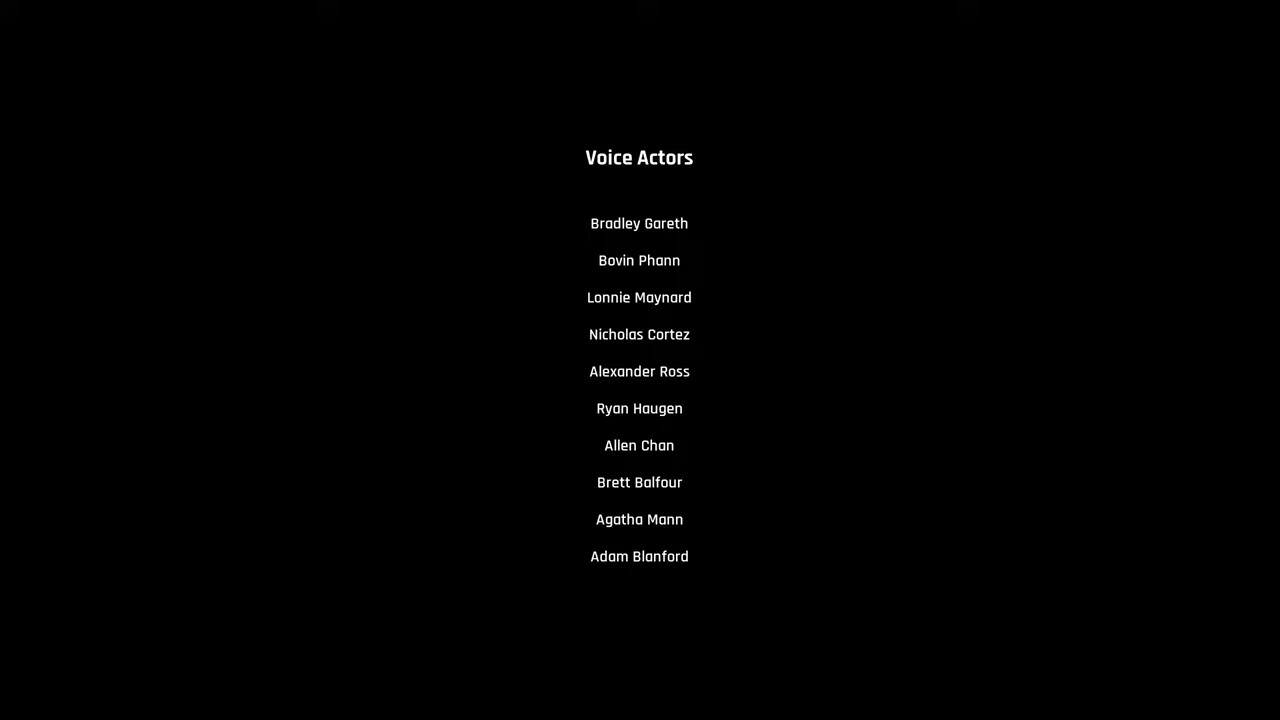 Voice Actors
Bradley Gareth
Bovin Phann
Lonnie Maynard
Nicholas Cortez
Alexander Ross
Ryan Haugen
Allen Chan
Brett Balfour
Agatha Mann
Adam Blanford